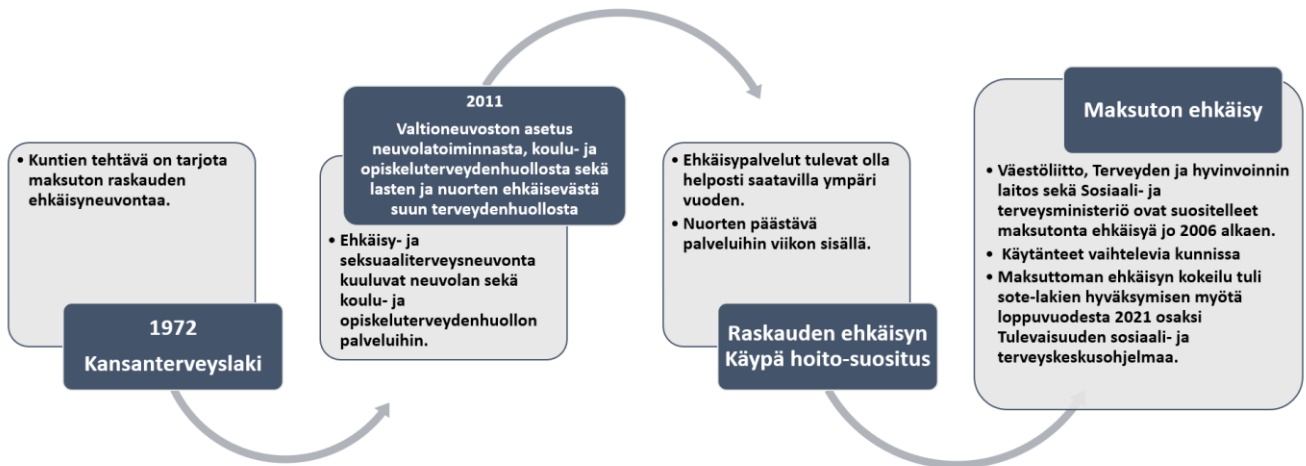 • Kuntien tehtävä on tarjota
maksuton raskauden
ehkäisyneuvontaa.
1972
Kansanterveyslaki
2011
Valtioneuvoston asetus
neuvolatoiminnasta, koulu- ja
opiskeluterveydenhuollosta sekä
lasten ja nuorten ehkäisevästä
suun terveydenhuollosta
• Ehkäisy- ja
seksuaaliterveysneuvonta
kuuluvat neuvolan sekä
koulu- ja
opiskeluterveydenhuollon
palveluihin.
• Ehkäisypalvelut tulevat olla
helposti saatavilla ympäri
vuoden.
• Nuorten päästävä
palveluihin viikon sisällä.
Raskauden ehkäisyn
Käypä hoito-suositus
Maksuton ehkäisy
• Väestöliitto, Terveyden ja hyvinvoinnin
laitos sekä Sosiaali- ja
terveysministeriö ovat suositelleet
maksutonta ehkäisyä jo 2006 alkaen.
• Käytänteet vaihtelevia kunnissa
• Maksuttoman ehkäisyn kokeilu tuli
sote-lakien hyväksymisen myötä
loppuvuodesta 2021 osaksi
Tulevaisuuden sosiaali- ja
terveyskeskusohjelmaa.